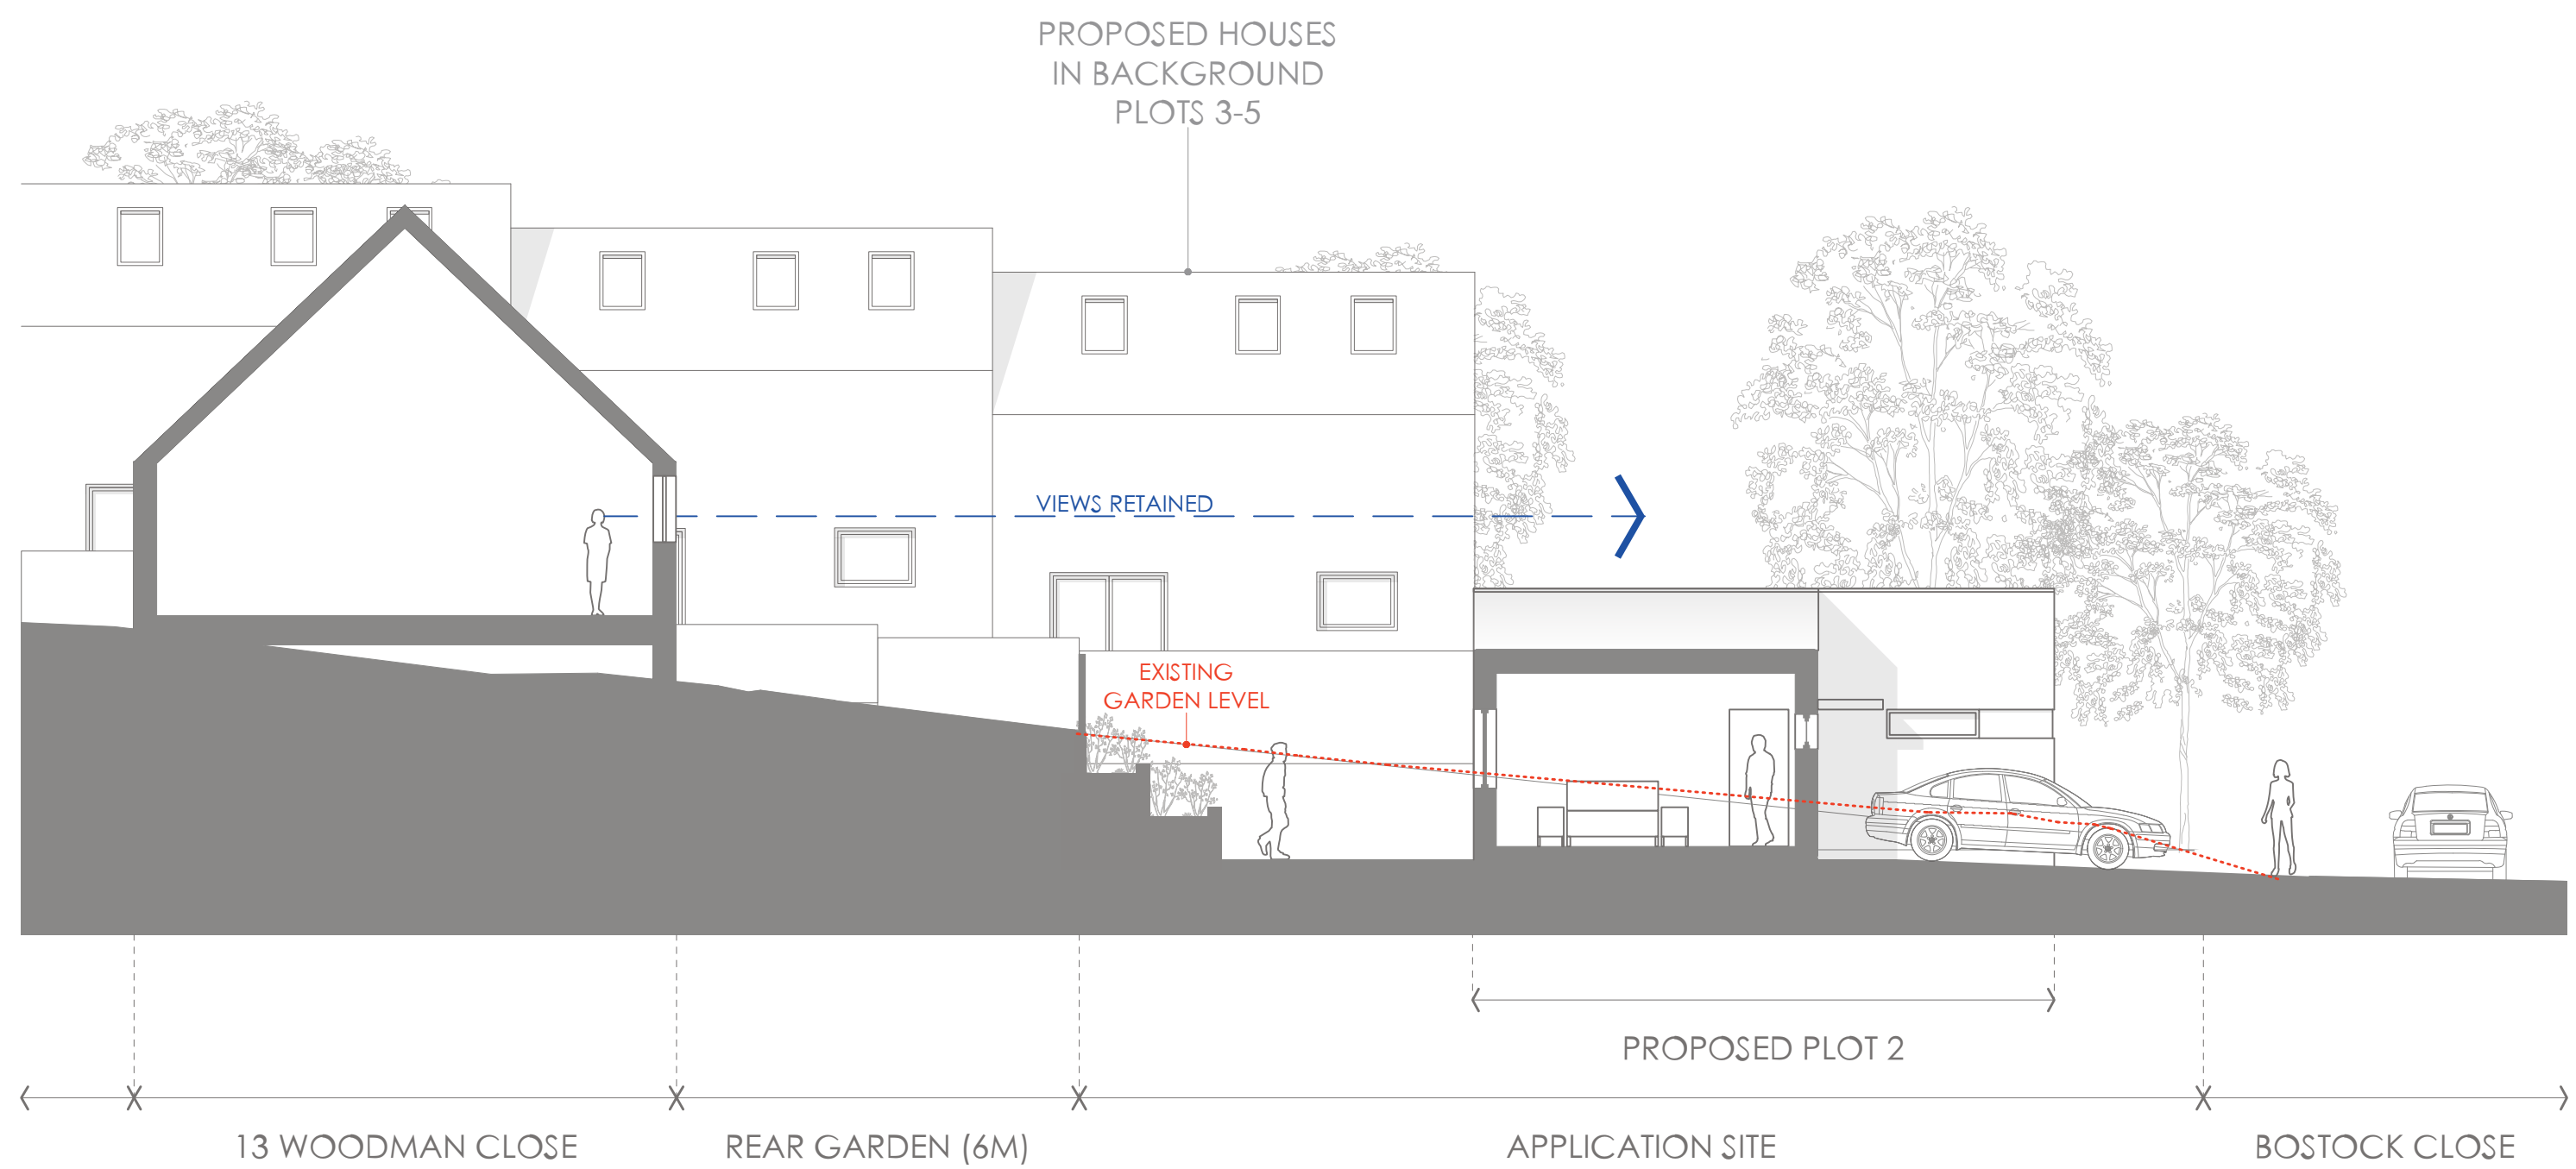 PROPOSED HOUSES
IN BACKGROUND
PLOTS 3-5
VIEWS RETAINED
EXISTING
GARDEN LEVEL
PROPOSED PLOT 2
13 WOODMAN CLOSE
REAR GARDEN (6M)
APPLICATION SITE
BOSTOCK CLOSE